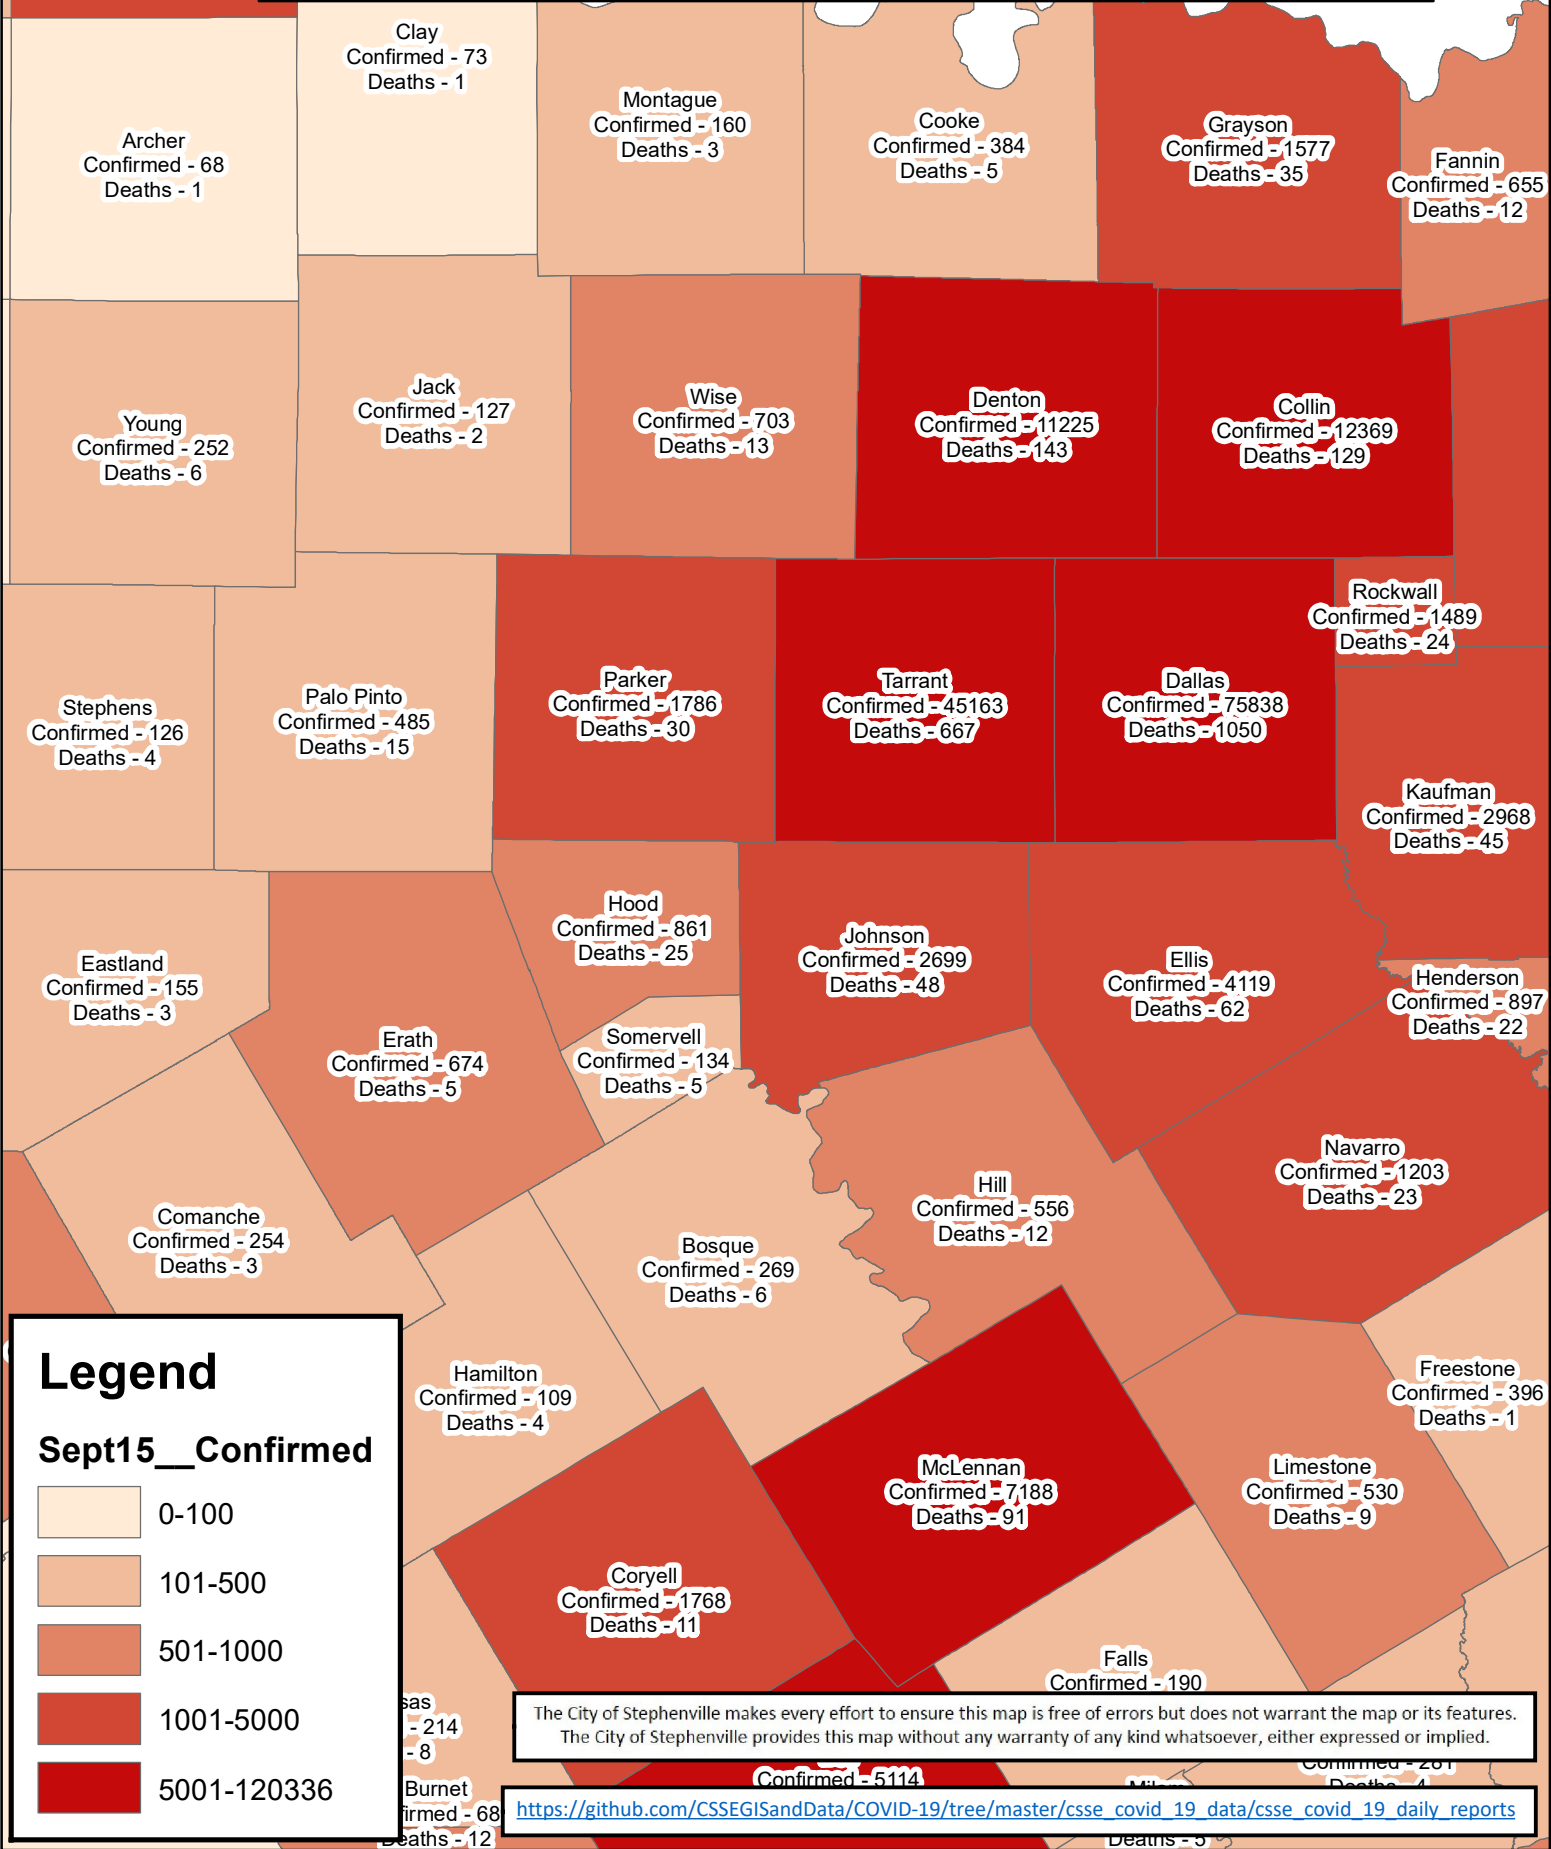 Clay
Confirmed - 73
Deaths - 1
Montague
Confirmed - 160
Deaths - 3
Cooke
Confirmed - 384
Deaths - 5
Grayson
Confirmed - 1577
Deaths - 35
Archer
Confirmed - 68
Deaths - 1
Fannin
Confirmed - 655
Deaths - 12
Young
Confirmed - 252
Deaths - 6
Jack
Confirmed - 127
Deaths - 2
Wise
Confirmed - 703
Deaths - 13
Denton
Confirmed - 11225
Deaths - 143
Collin
Confirmed - 12369
Deaths - 129
Rockwall
Confirmed - 1489
Deaths - 24
Stephens
Confirmed - 126
Deaths - 4
Palo Pinto
Confirmed - 485
Deaths - 15
Parker
Confirmed - 1786
Deaths - 30
Tarrant
Confirmed - 45163
Deaths - 667
Dallas
Confirmed - 75838
Deaths - 1050
Kaufman
Confirmed - 2968
Deaths - 45
Eastland
Confirmed - 155
Deaths - 3
Hood
Confirmed - 861
Deaths - 25
Johnson
Confirmed - 2699
Deaths - 48
Ellis
Confirmed - 4119
Deaths - 62
Henderson
Confirmed - 897
Deaths - 22
Erath
Confirmed - 674
Deaths - 5
Somervell
Confirmed - 134
Deaths - 5
Navarro
Confirmed - 1203
Deaths - 23
Comanche
Confirmed - 254
Deaths - 3
Hill
Confirmed - 556
Deaths - 12
Bosque
Confirmed - 269
Deaths - 6
Hamilton
Confirmed - 109
Deaths - 4
Freestone
Confirmed - 396
Deaths - 1
McLennan
Confirmed - 7188
Deaths - 91
Limestone
Confirmed - 530
Deaths - 9
Coryell
Confirmed - 1768
Deaths - 11
Falls
Confirmed - 190
Legend
Sept15__Confirmed
0-100
101-500
501-1000
1001-5000
5001-120336
sas
- 214
- 8
Burnet
firmed - 68
Deaths - 12
The City of Stephenville makes every effort to ensure this map is free of errors but does not warrant the map or its features.
The City of Stephenville provides this map without any warranty of any kind whatsoever, either expressed or implied.
Confirmed - 5114
Confirmed - 281
Deaths - 4
Milam
https://github.com/CSSEGISandData/COVID-19/tree/master/csse_covid_19_data/csse_covid_19_daily_reports
Deaths - 5